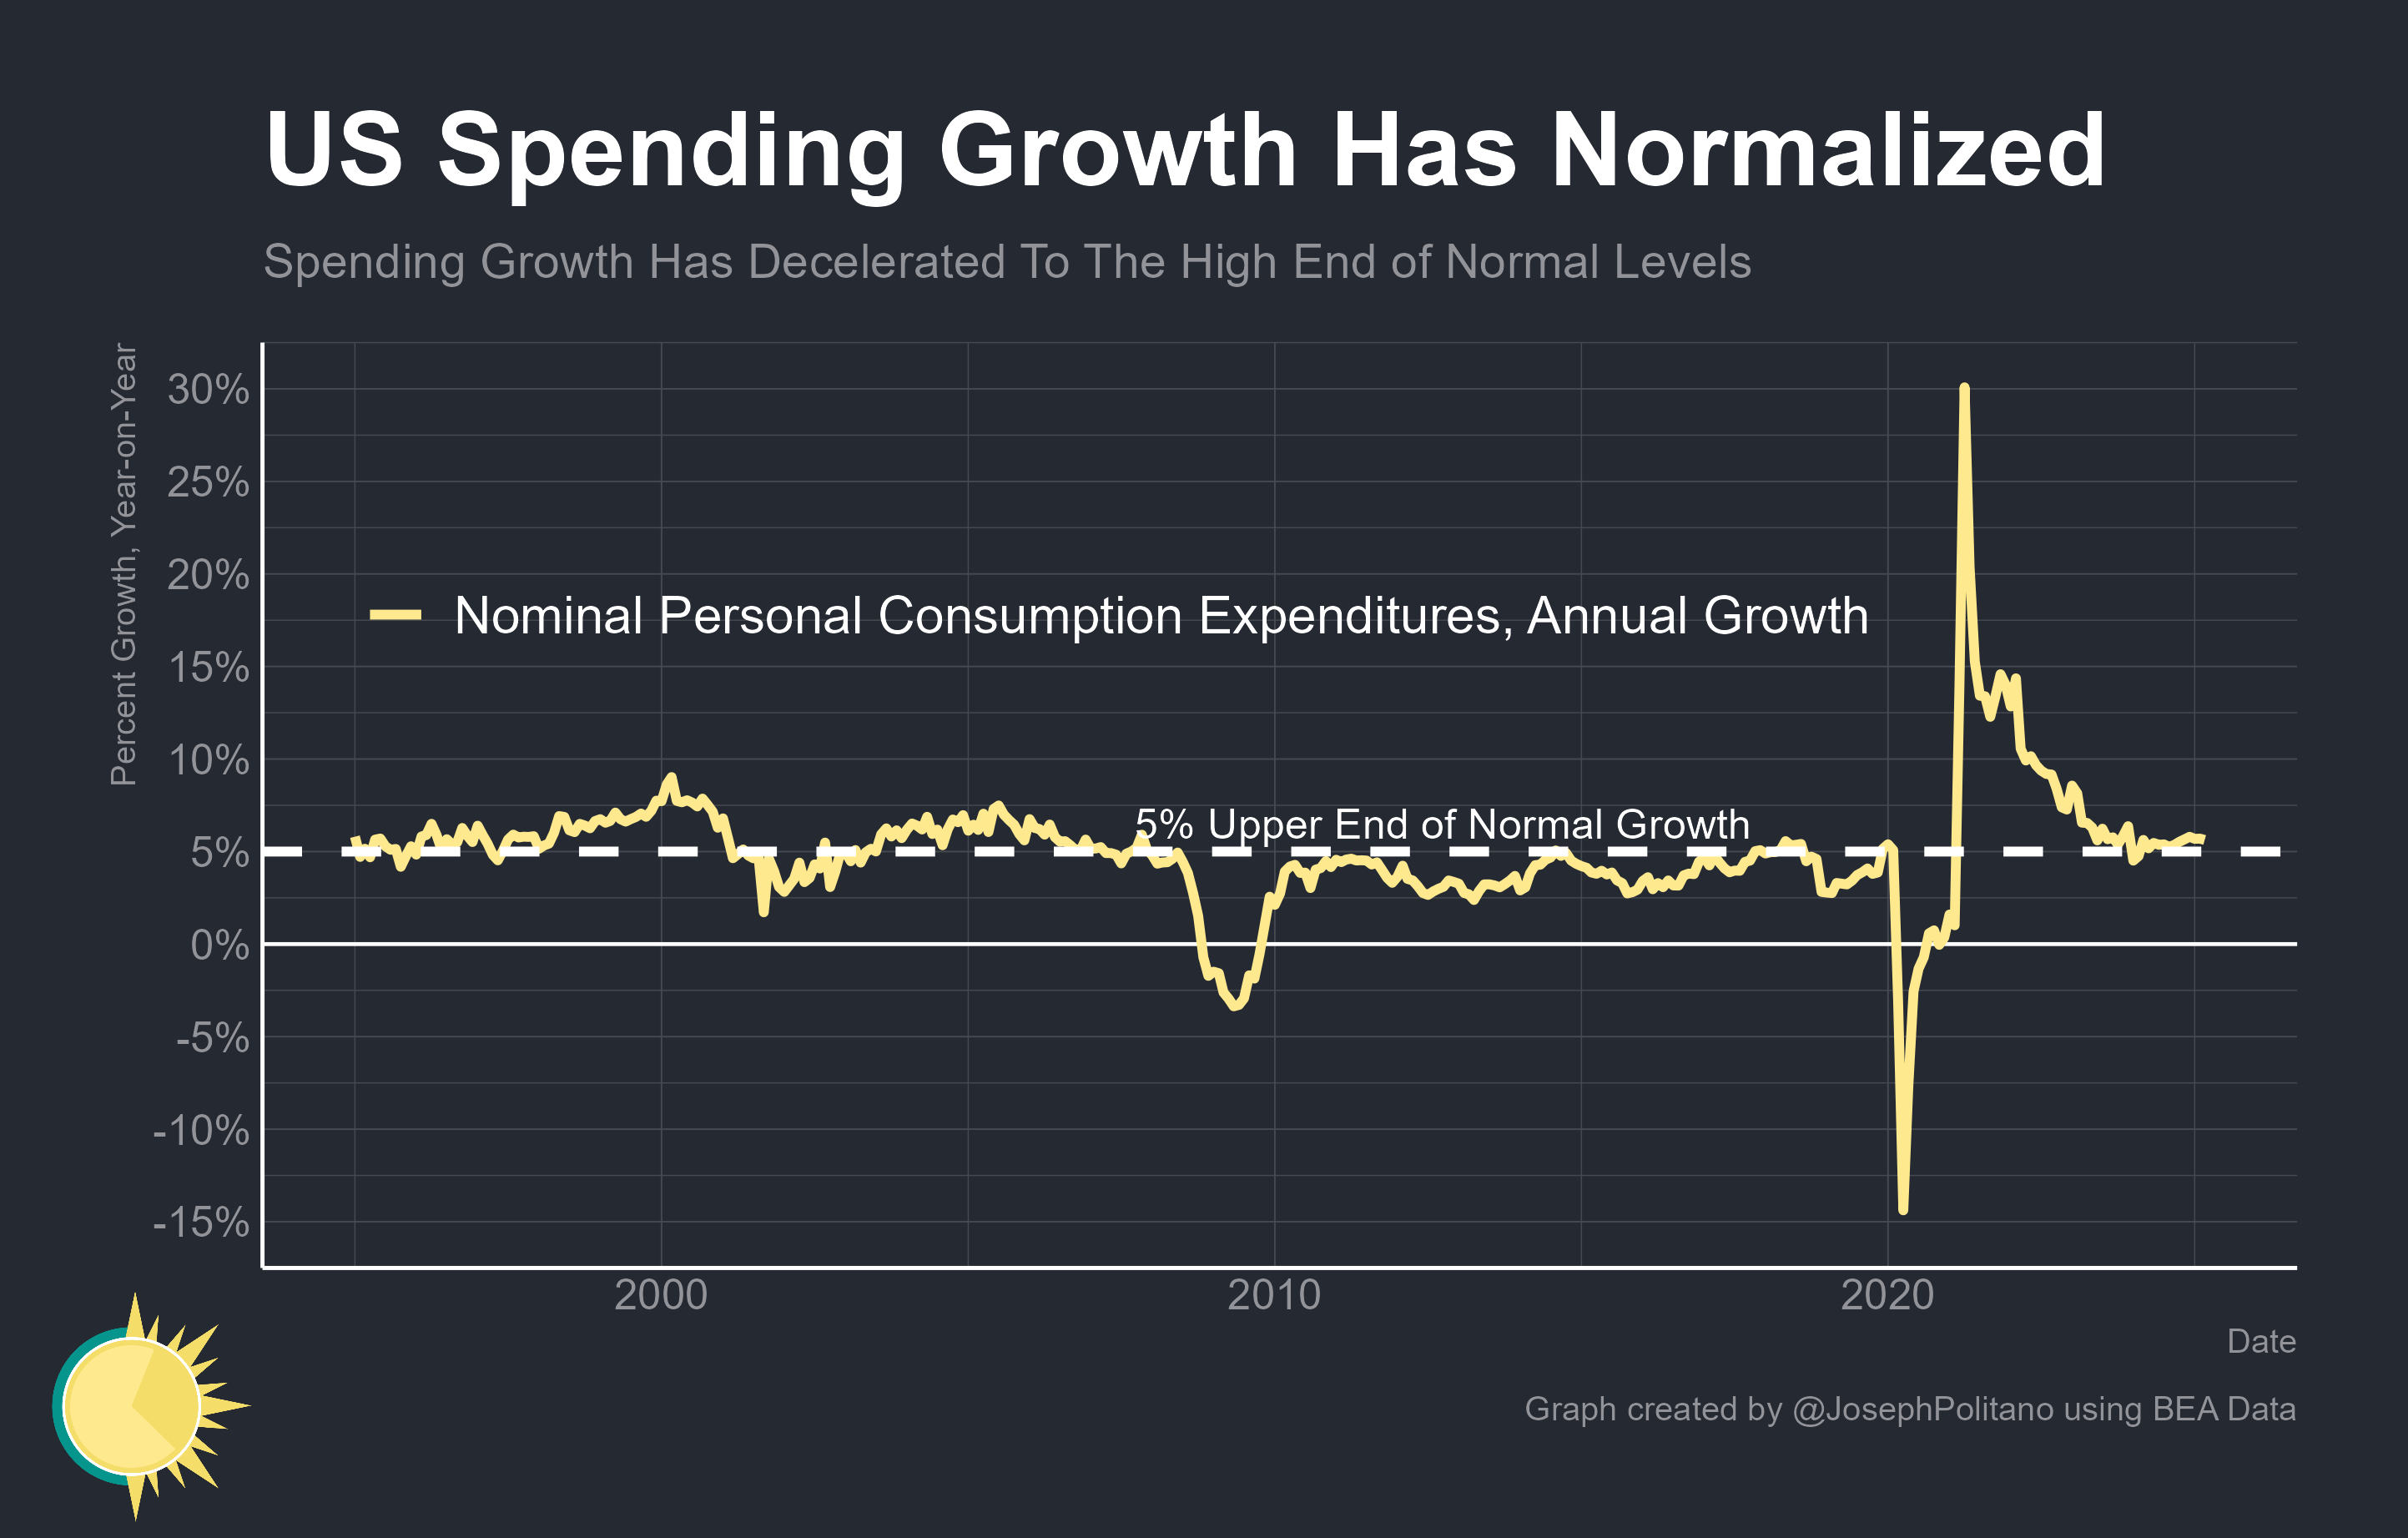 US Spending Growth Has Normalized
Spending Growth Has Decelerated To The High End of Normal Levels
Percent Growth, Year-on-Year
30%
25%
20%
Nominal Personal Consumption Expenditures, Annual Growth
15%
10%
5% Upper End of Normal Growth
5%
0%
-5%
-10%
-15%
2000 2010 2020
Date
Graph created by @JosephPolitano using BEA Data